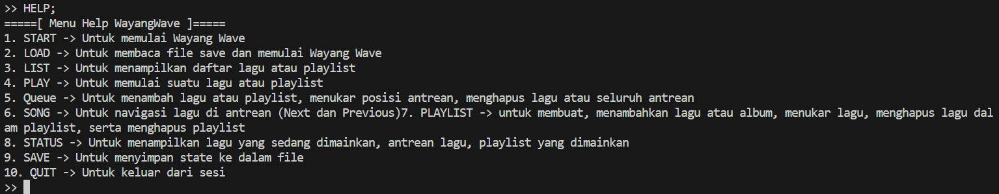 >> HELP;
=====[ Menu Help WayangWave ]=====
1. START -> Untuk memulai Wayang Wave
2. LOAD -> Untuk membaca file save dan memulai Wayang Wave
3. LIST -> Untuk menampilkan daftar lagu atau playlist
4. PLAY -> Untuk memulai suatu lagu atau playlist
5. Queue -> Untuk menambah lagu atau playlist, menukar posisi antrean, menghapus lagu atau seluruh antrean
6. SONG -> Untuk navigasi lagu di antrean (Next dan Previous)7. PLAYLIST -> untuk membuat, menambahkan lagu atau album, menukar lagu, menghapus lagu dal
am playlist, serta menghapus playlist
8. STATUS -> Untuk menampilkan lagu yang sedang dimainkan, antrean lagu, playlist yang dimainkan
9. SAVE -> Untuk menyimpan state ke dalam file
10. QUIT -> Untuk keluar dari sesi
>>